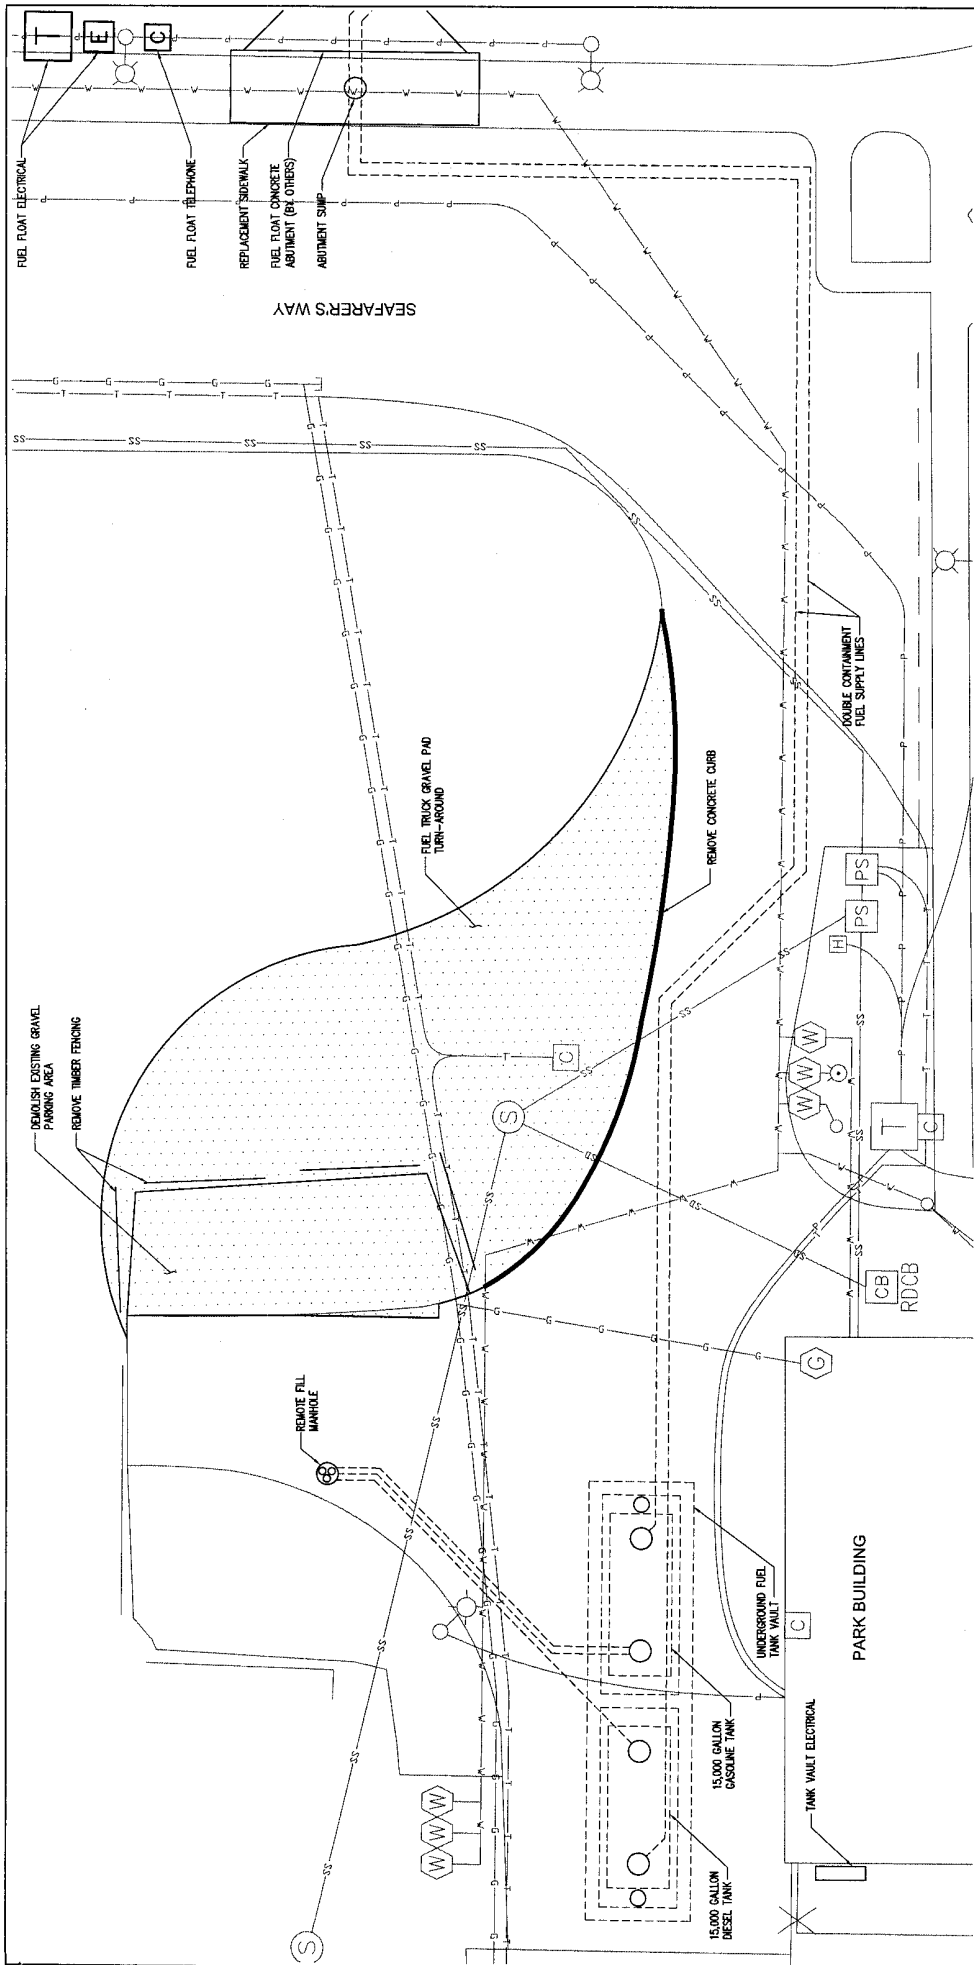 FUEL FLOAT ELECTRICAL
T
E
C
FUEL FLOAT TELEPHONE
REPLACEMENT SIDEWALK
FUEL FLOAT CONCRETE
ABUTMENT (BY OTHERS)
ABUTMENT SUMP
SEAFARER'S WAY
DEMOLISH EXISTING GRAVEL
PARKING AREA
REMOVE TIMBER FENCING
FUEL TRUCK GRAVEL PAD
TURN-AROUND
REMOVE CONCRETE CURB
DOUBLE CONTAINMENT
FUEL SUPPLY LINES
PS
PS
H
W
W
W
T
C
C
S
CB
RDCB
G
REMOTE FILL
MANHOLE
UNDERGROUND FUEL
TANK VAULT
15,000 GALLON
GASOLINE TANK
15,000 GALLON
DIESEL TANK
C
PARK BUILDING
TANK VAULT ELECTRICAL
W
W
W
S